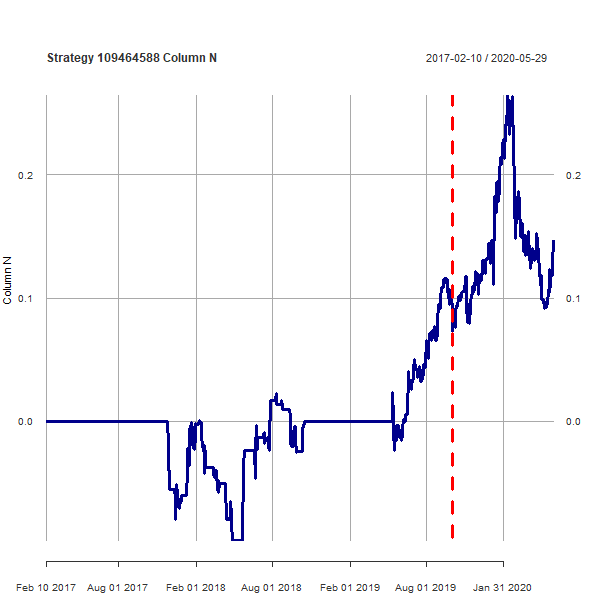 Strategy 109464588 Column N 2017-02-10 / 2020-05-29
0.2 0.2
Column N
0.1 0.1
0.0 0.0
Feb 10 2017 Aug 01 2017 Feb 01 2018 Aug 01 2018 Feb 01 2019 Aug 01 2019 Jan 31 2020